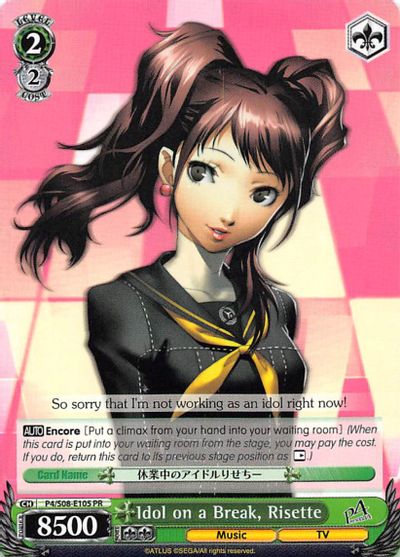 LEVEL
2
2
COST
So sorry that I'm not working as an idol right now!
AUTO Encore [Put a climax from your hand into your waiting room] (When
this card is put into your waiting room from the stage, you may pay the
cost. If you do, return this card to its previous stage position as
.)
Card Name
休業中のアイドルりせちー
CH P4/S08-E105 PR
POWER
8500
Idol on a Break, Risette
Music
TV
P4
©ATLUS ©SEGA/All rights reserved.